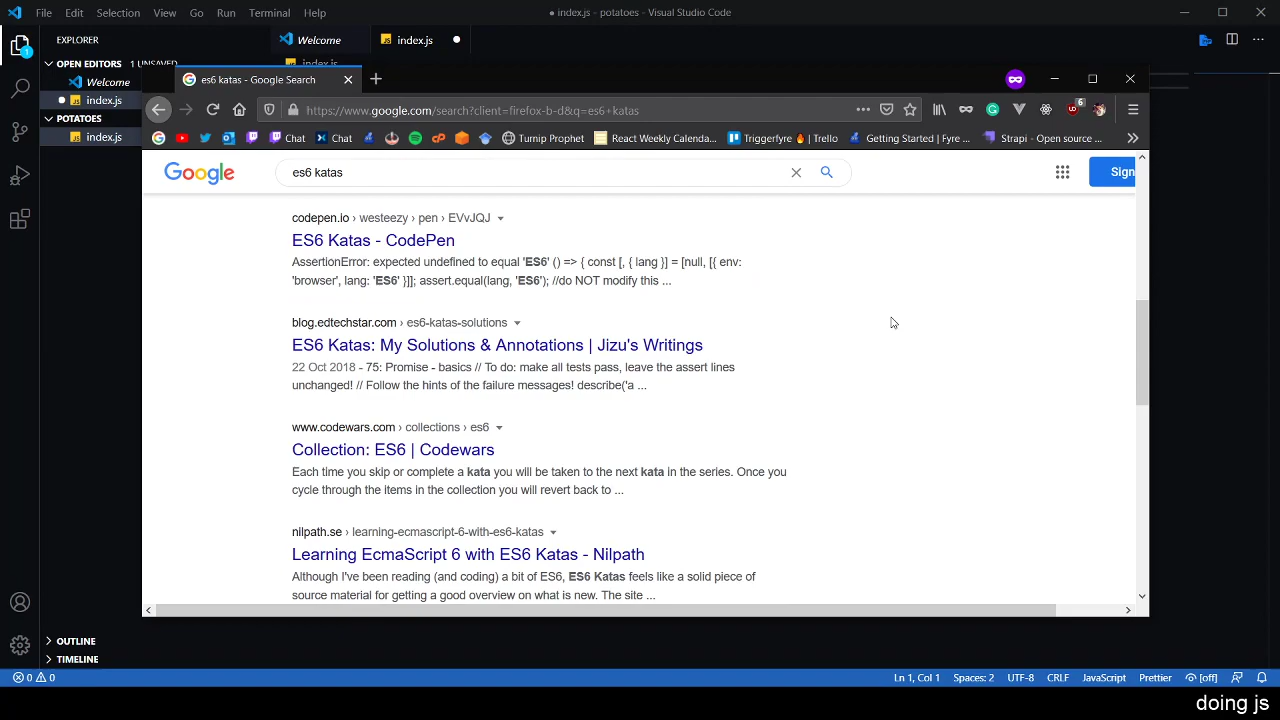 File Edit Selection View Go Run Terminal Help
● index.js - potatoes - Visual Studio Code
EXPLORER
Welcome
index.js
OPEN EDITORS 1 UNSAVED
index.js
Welcome
index.js
POTATOES
index.js
es6 katas - Google Search
https://www.google.com/search?client=firefox-b-d&q=es6+katas
6
Chat Chat Turnip Prophet React Weekly Calenda... Triggerfyre 🔥 | Trello Getting Started | Fyre ... Strapi - Open source ...
Google
es6 katas
Sign
codepen.io › westeezy › pen › EVvJQJ
ES6 Katas - CodePen
AssertionError: expected undefined to equal 'ES6' () => { const [, { lang }] = [null, [{ env:
'browser', lang: 'ES6' }]]; assert.equal(lang, 'ES6'); //do NOT modify this ...
blog.edtechstar.com › es6-katas-solutions
ES6 Katas: My Solutions & Annotations | Jizu's Writings
22 Oct 2018 - 75: Promise - basics // To do: make all tests pass, leave the assert lines
unchanged! // Follow the hints of the failure messages! describe('a ...
www.codewars.com › collections › es6
Collection: ES6 | Codewars
Each time you skip or complete a kata you will be taken to the next kata in the series. Once you
cycle through the items in the collection you will revert back to ...
nilpath.se › learning-ecmascript-6-with-es6-katas
Learning EcmaScript 6 with ES6 Katas - Nilpath
Although I've been reading (and coding) a bit of ES6, ES6 Katas feels like a solid piece of
source material for getting a good overview on what is new. The site ...
OUTLINE
TIMELINE
0 0
Ln 1, Col 1 Spaces: 2 UTF-8 CRLF JavaScript Prettier [off]
doing js